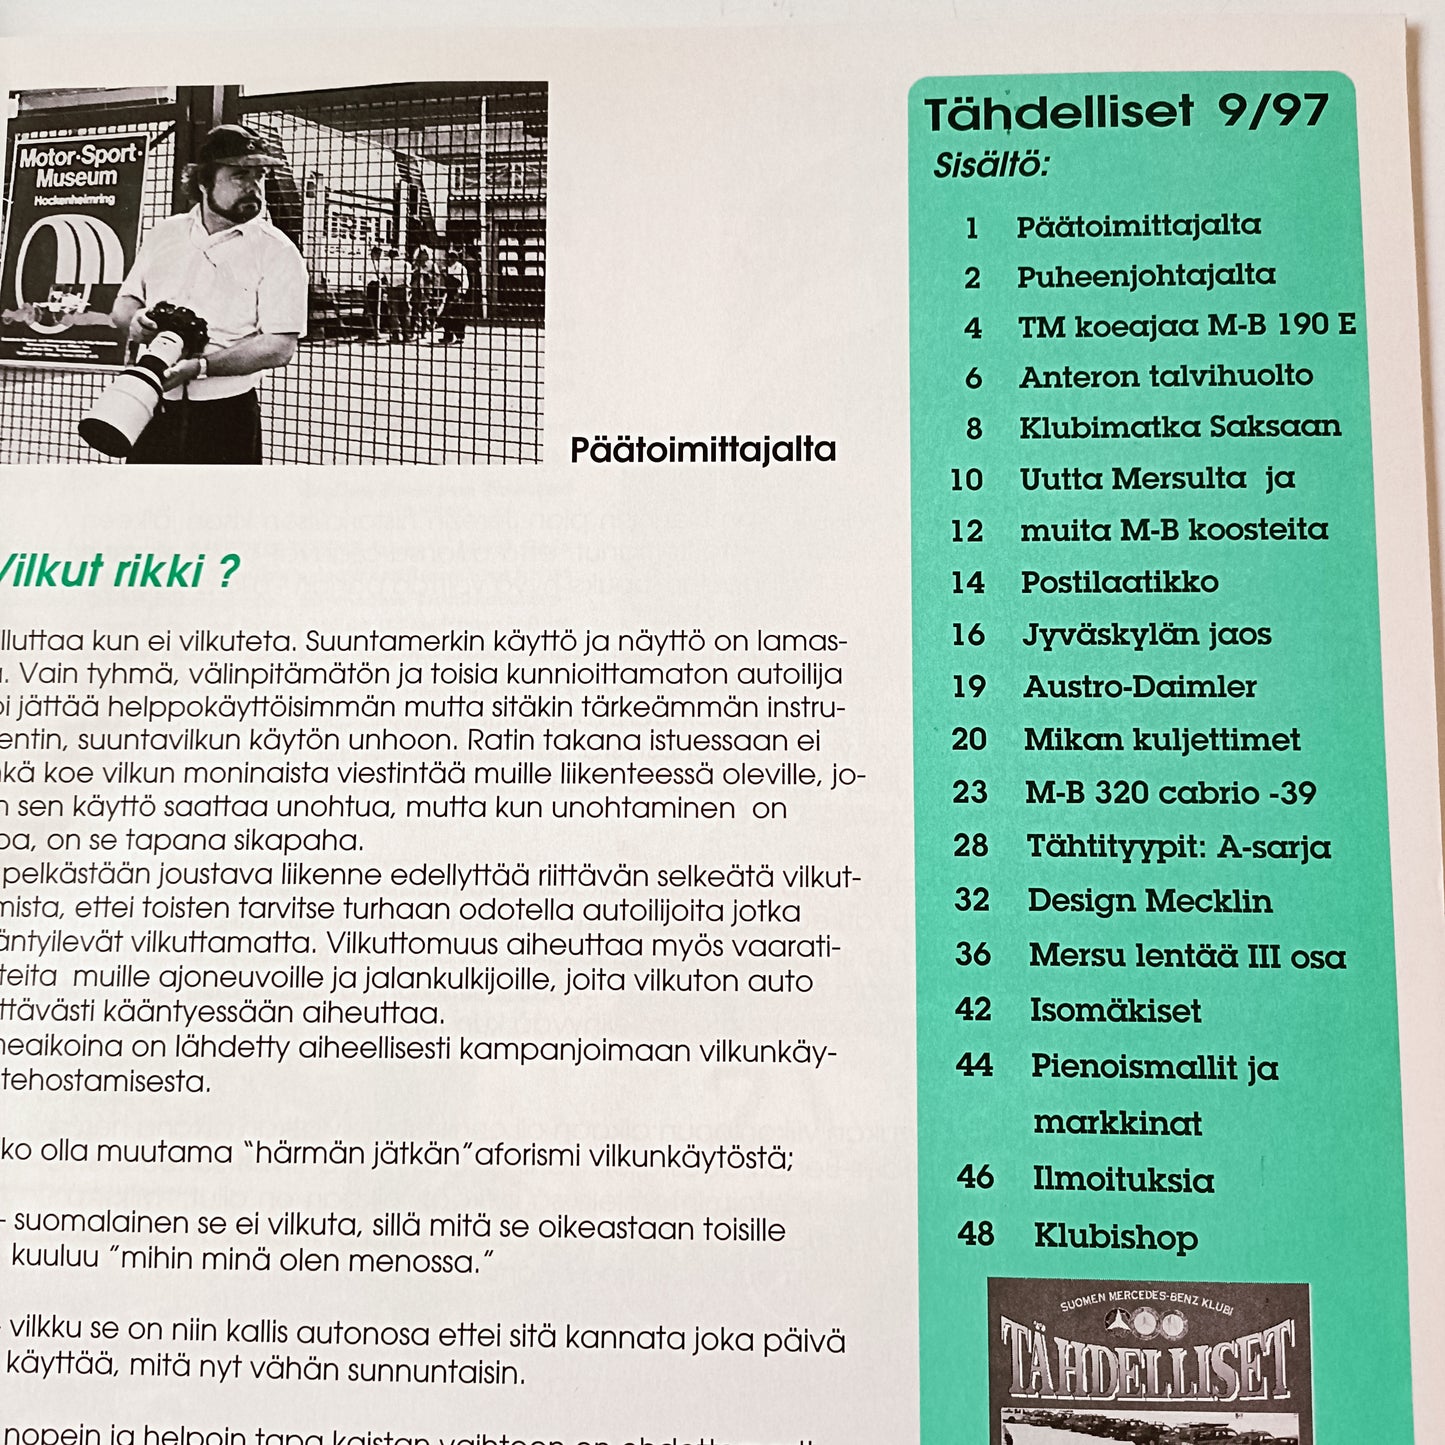 Motor·Sport·
Museum
Hockenheimring
Päätoimittajalta
Vilkut rikki ?
lluttaa kun ei vilkuteta. Suuntamerkin käyttö ja näyttö on lamas-
. Vain tyhmä, välinpitämätön ja toisia kunnioittamaton autoilija
oi jättää helppokäyttöisimmän mutta sitäkin tärkeämmän instru-
entin, suuntavilkun käytön unhoon. Ratin takana istuessaan ei
kä koe vilkun moninaista viestintää muille liikenteessä oleville, jo-
n sen käyttö saattaa unohtua, mutta kun unohtaminen on
pa, on se tapana sikapaha.
pelkästään joustava liikenne edellyttää riittävän selkeätä vilkut-
mista, ettei toisten tarvitse turhaan odotella autoilijoita jotka
äntyilevät vilkuttamatta. Vilkuttomuus aiheuttaa myös vaarati-
teita muille ajoneuvoille ja jalankulkijoille, joita vilkuton auto
ttävästi kääntyessään aiheuttaa.
neaikoina on lähdetty aiheellisesti kampanjoimaan vilkunkäy-
tehostamisesta.
ko olla muutama "härmän jätkän"aforismi vilkunkäytöstä;
- suomalainen se ei vilkuta, sillä mitä se oikeastaan toisille
kuuluu "mihin minä olen menossa."
- vilkku se on niin kallis autonosa ettei sitä kannata joka päivä
käyttää, mitä nyt vähän sunnuntaisin.
nopein ja helpoin tapa kaistan vaihtoon on
Tähdelliset 9/97
Sisältö:
1 Päätoimittajalta
2 Puheenjohtajalta
4 TM koeajaa M-B 190 E
6 Anteron talvihuolto
8 Klubimatka Saksaan
10 Uutta Mersulta ja
12 muita M-B koosteita
14 Postilaatikko
16 Jyväskylän jaos
19 Austro-Daimler
20 Mikan kuljettimet
23 M-B 320 cabrio -39
28 Tähtityypit: A-sarja
32 Design Mecklin
36 Mersu lentää III osa
42 Isomäkiset
44 Pienoismallit ja
markkinat
46 Ilmoituksia
48 Klubishop
SUOMEN MERCEDES-BENZ KLUBI
TÄHDELLISET